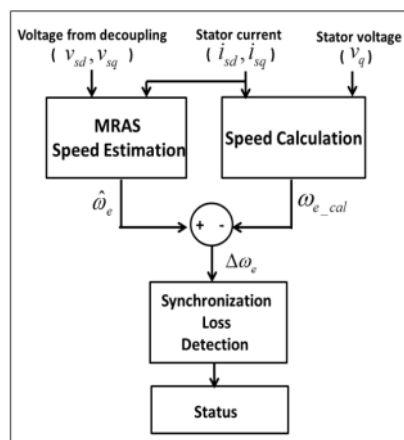 Voltage from decoupling
( v_sd, v_sq )
Stator current
( i_sd, i_sq )
Stator voltage
( v_q )
MRAS
Speed Estimation
Speed Calculation
ω̂_e
+ -
ω_e_cal
Δω_e
Synchronization
Loss
Detection
Status